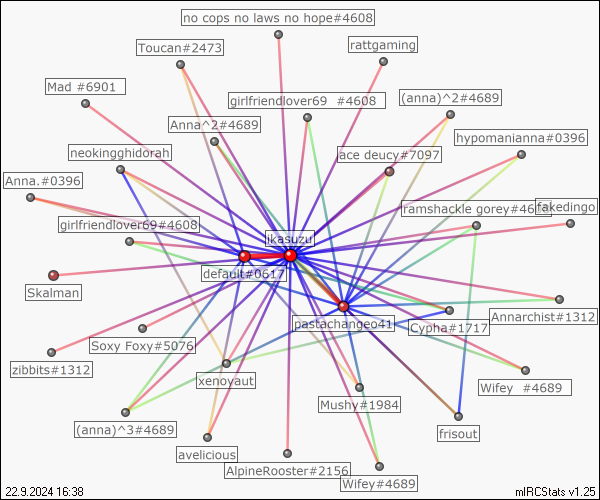 no cops no laws no hope#4608
Toucan#2473
rattgaming
Mad #6901
girlfriendlover69 #4608
(anna)^2#4689
Anna^2#4689
hypomanianna#0396
neokingghidorah
ace deucy#7097
Anna.#0396
ramshackle gorey#46
fakedingo
girlfriendlover69#4608
jkasuzu
default#0617
Skalman
pastachangeo41
Annarchist#1312
Cypha#1717
Soxy Foxy#5076
zibbits#1312
xenoyaut
Wifey #4689
Mushy#1984
(anna)^3#4689
frisout
avelicious
AlpineRooster#2156
Wifey#4689
22.9.2024 16:38
mIRCStats v1.25